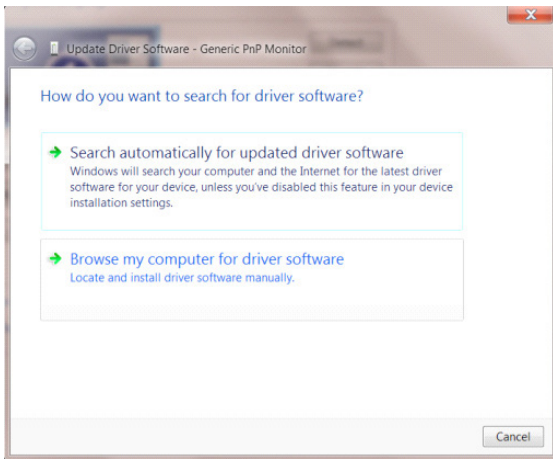 Update Driver Software - Generic PnP Monitor
How do you want to search for driver software?
Search automatically for updated driver software
Windows will search your computer and the Internet for the latest driver
software for your device, unless you've disabled this feature in your device
installation settings.
Browse my computer for driver software
Locate and install driver software manually.
Cancel